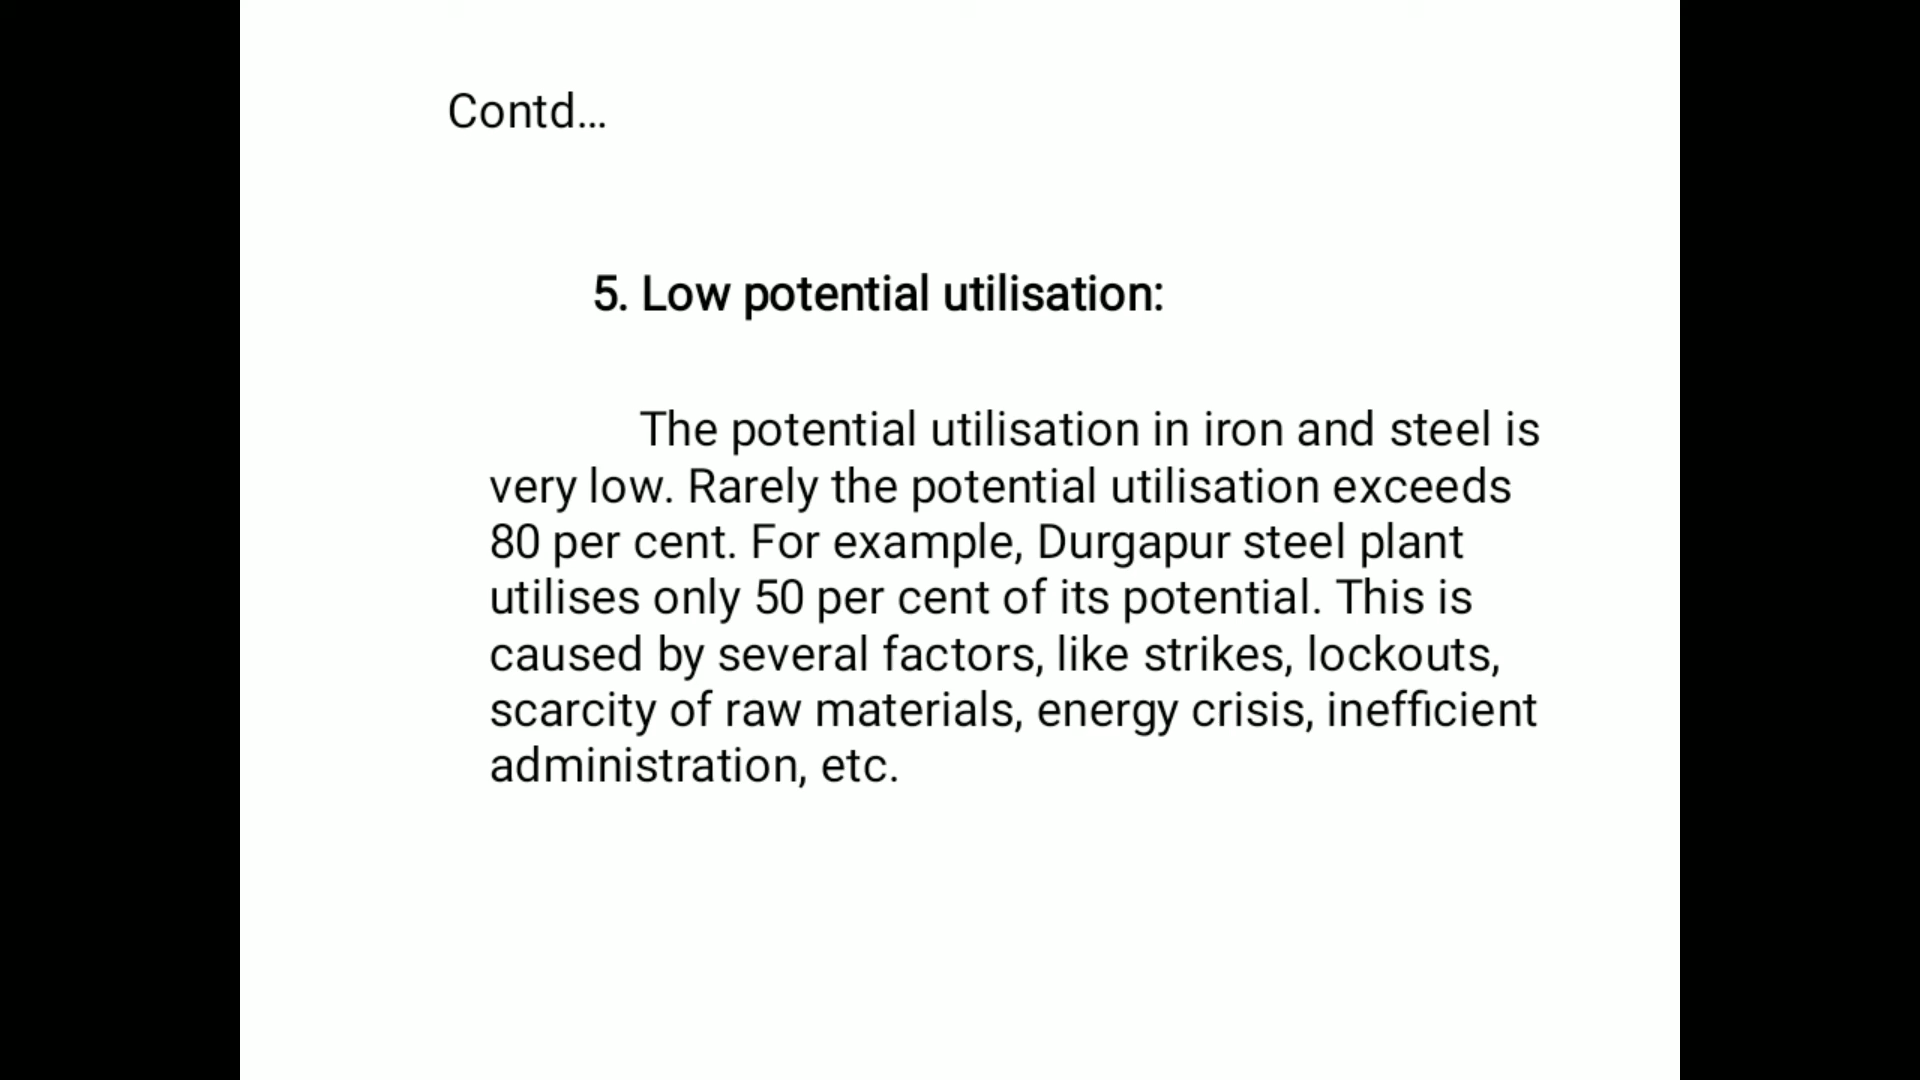 Contd...
5. Low potential utilisation:
The potential utilisation in iron and steel is
very low. Rarely the potential utilisation exceeds
80 per cent. For example, Durgapur steel plant
utilises only 50 per cent of its potential. This is
caused by several factors, like strikes, lockouts,
scarcity of raw materials, energy crisis, inefficient
administration, etc.